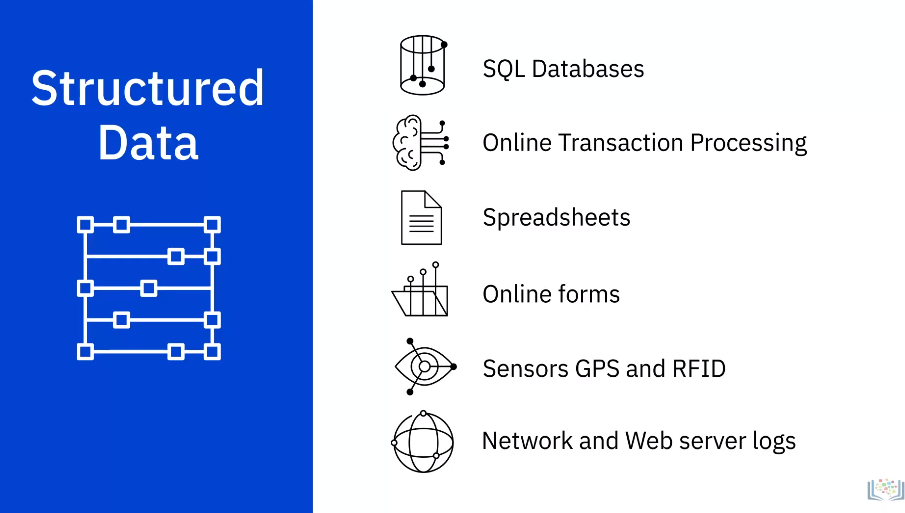 Structured
Data
SQL Databases
Online Transaction Processing
Spreadsheets
Online forms
Sensors GPS and RFID
Network and Web server logs